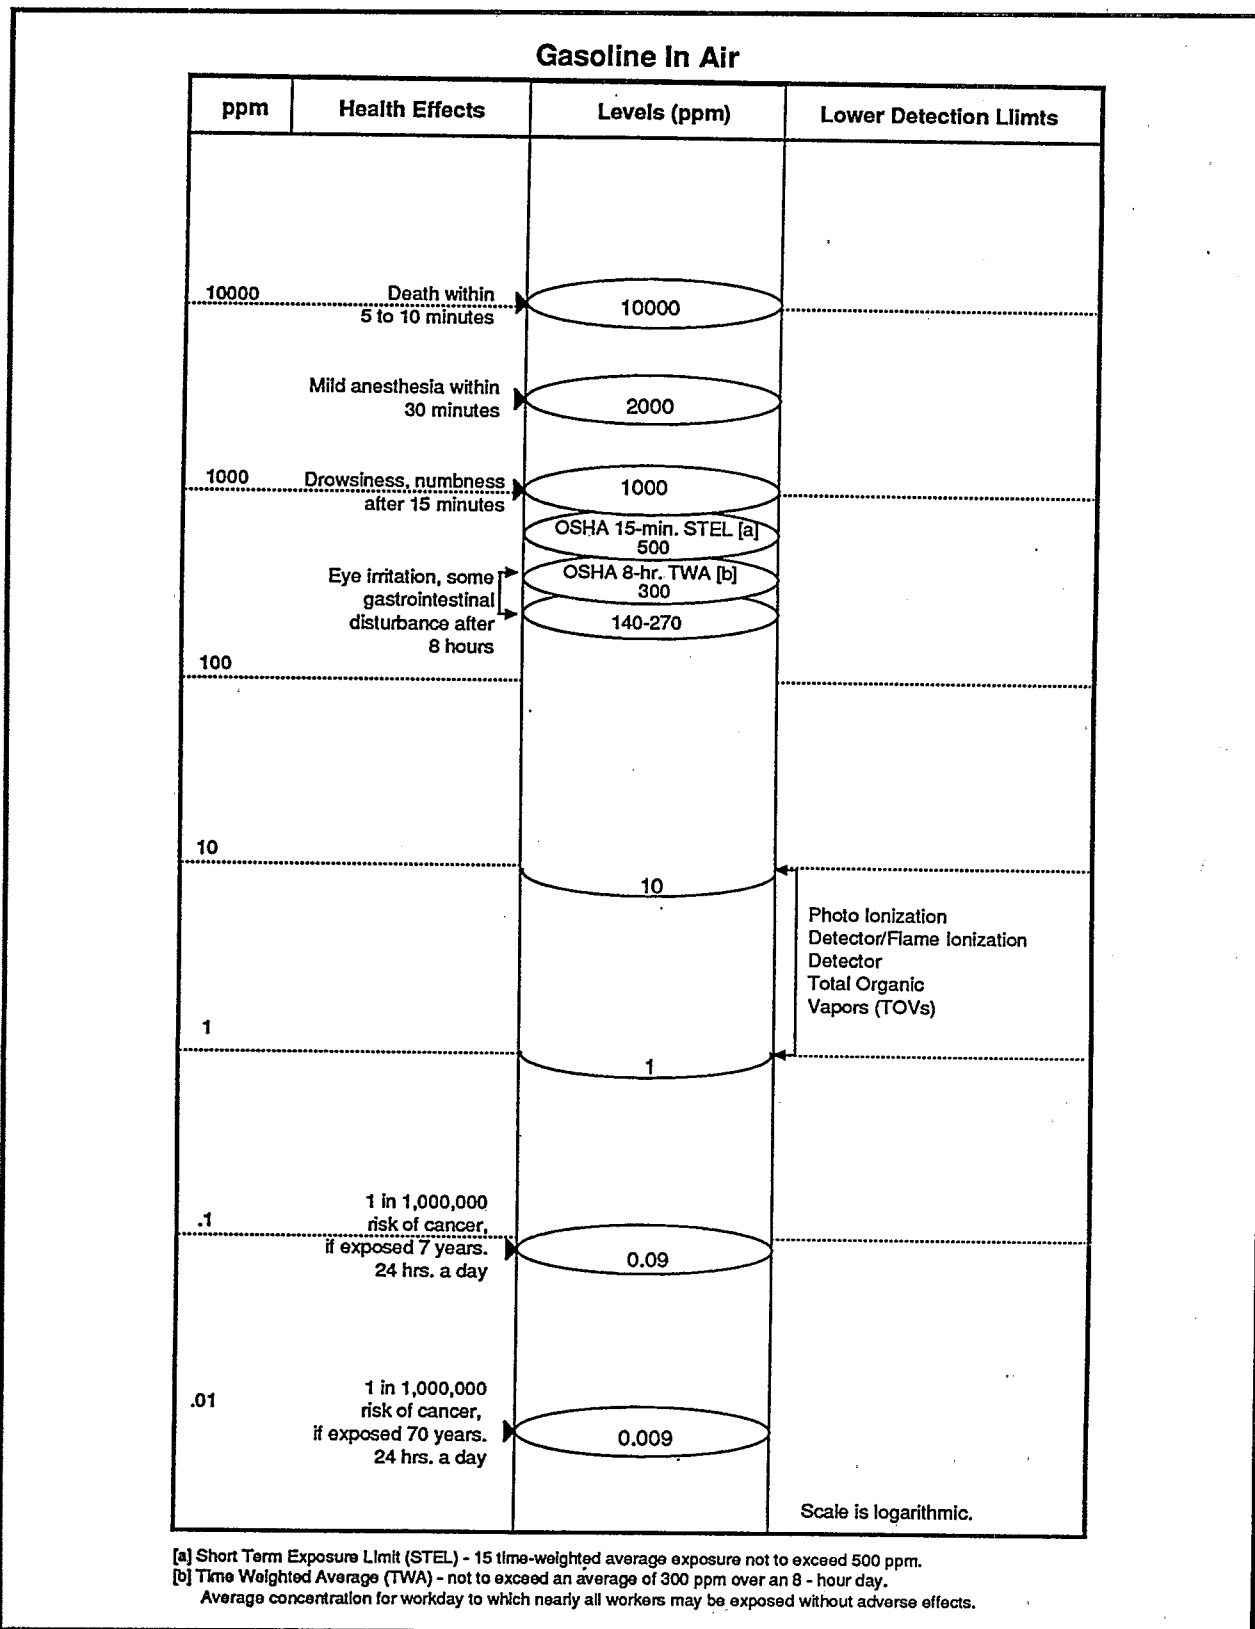 Gasoline In Air
ppm
Health Effects
Levels (ppm)
Lower Detection Llimts
10000
Death within
5 to 10 minutes
10000
Mild anesthesia within
30 minutes
2000
1000
Drowsiness, numbness
after 15 minutes
1000
OSHA 15-min. STEL [a]
500
OSHA 8-hr. TWA [b]
300
Eye irritation, some
gastrointestinal
disturbance after
8 hours
140-270
100
10
10
Photo Ionization
Detector/Flame Ionization
Detector
Total Organic
Vapors (TOVs)
1
1
.1
1 in 1,000,000
risk of cancer,
if exposed 7 years.
24 hrs. a day
0.09
.01
1 in 1,000,000
risk of cancer,
if exposed 70 years.
24 hrs. a day
0.009
Scale is logarithmic.
[a] Short Term Exposure Limit (STEL) - 15 time-weighted average exposure not to exceed 500 ppm.
[b] Time Weighted Average (TWA) - not to exceed an average of 300 ppm over an 8 - hour day.
Average concentration for workday to which nearly all workers may be exposed without adverse effects.